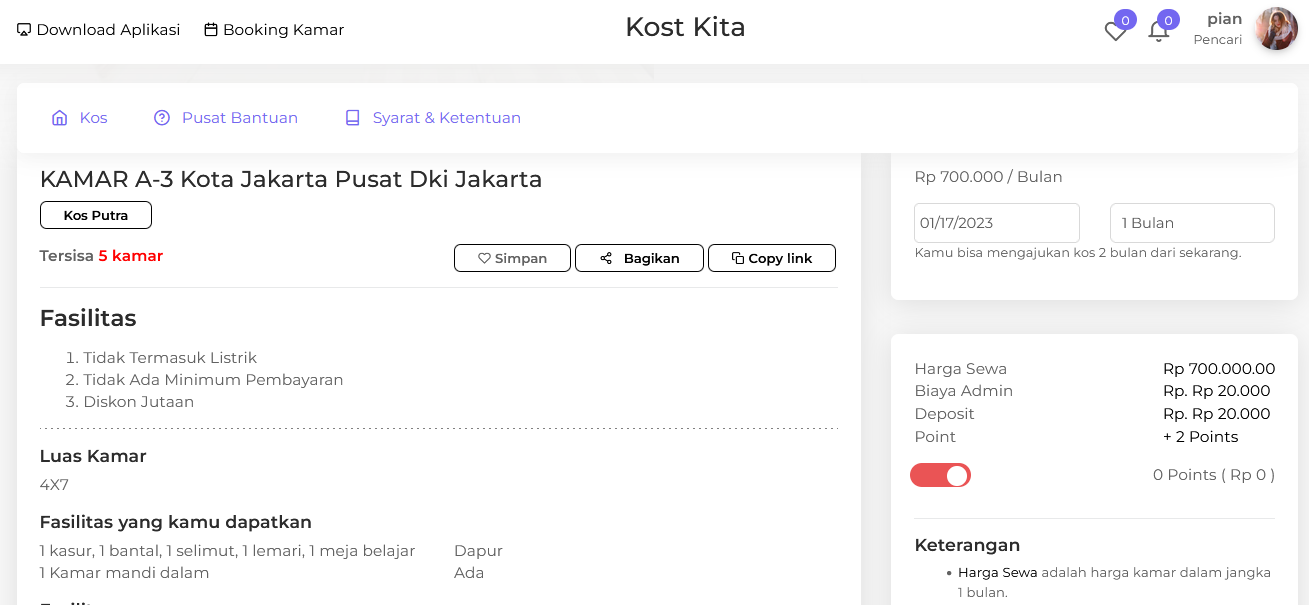 Download Aplikasi
Booking Kamar
Kost Kita
0
0
pian
Pencari
Kos
Pusat Bantuan
Syarat & Ketentuan
KAMAR A-3 Kota Jakarta Pusat Dki Jakarta
Kos Putra
Tersisa 5 kamar
Simpan
Bagikan
Copy link
Fasilitas
1. Tidak Termasuk Listrik
2. Tidak Ada Minimum Pembayaran
3. Diskon Jutaan
Luas Kamar
4X7
Fasilitas yang kamu dapatkan
1 kasur, 1 bantal, 1 selimut, 1 lemari, 1 meja belajar
1 Kamar mandi dalam
Dapur
Ada
Rp 700.000 / Bulan
01/17/2023
1 Bulan
Kamu bisa mengajukan kos 2 bulan dari sekarang.
Harga Sewa Rp 700.000.00
Biaya Admin Rp. Rp 20.000
Deposit Rp. Rp 20.000
Point + 2 Points
0 Points ( Rp 0 )
Keterangan
• Harga Sewa adalah harga kamar dalam jangka
1 bulan.